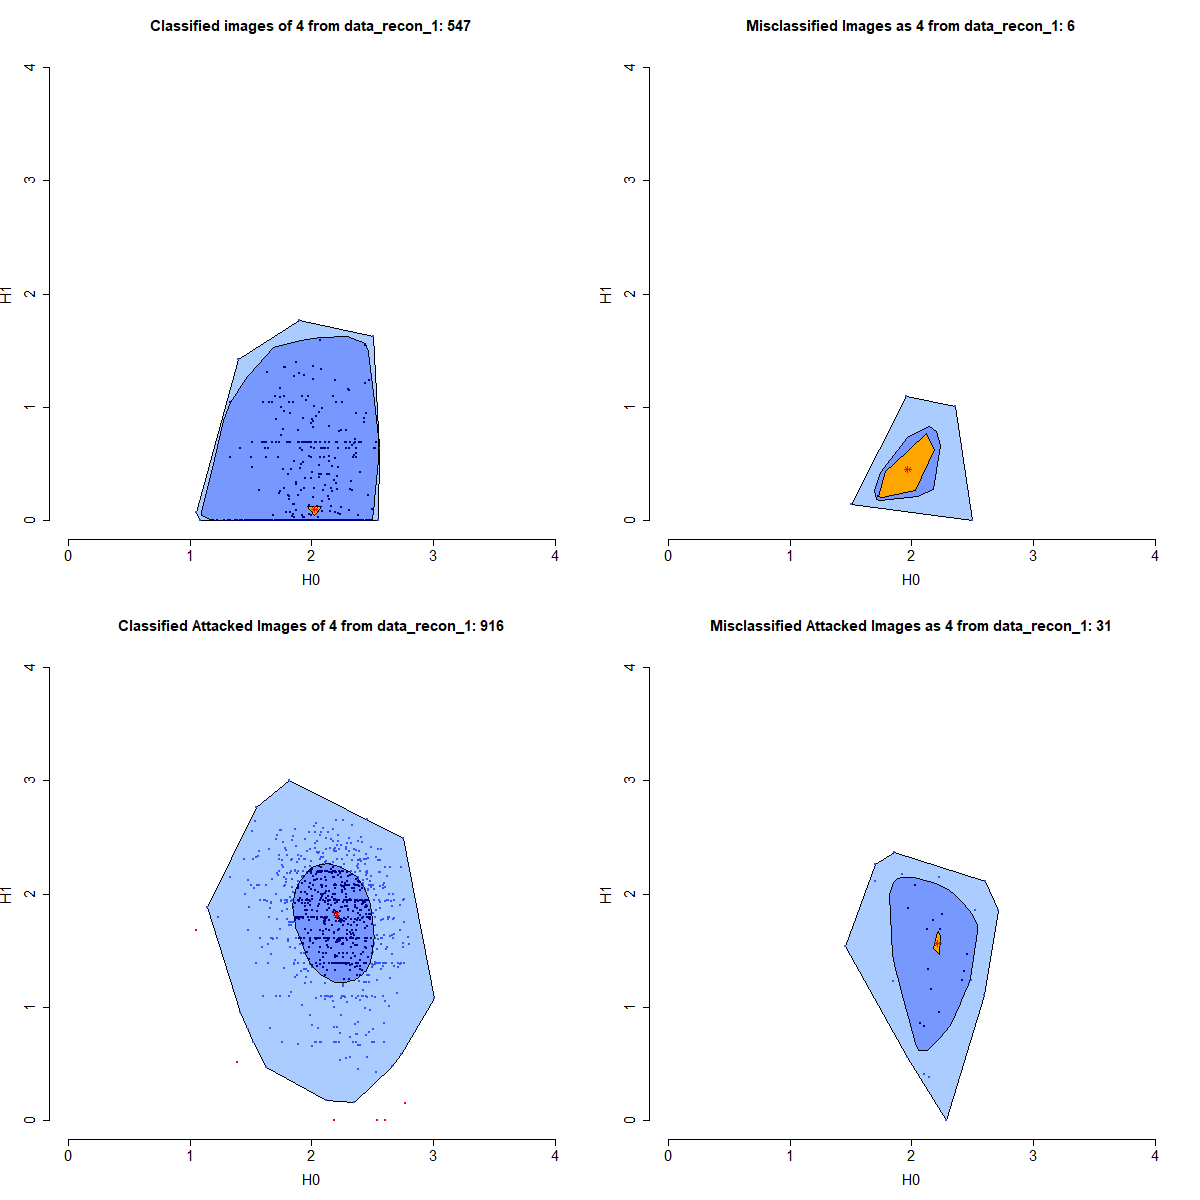 Classified images of 4 from data_recon_1: 547
4
3
2
1
0
H1
0 1 2 3 4
H0
Misclassified Images as 4 from data_recon_1: 6
4
3
2
1
0
H1
0 1 2 3 4
H0
Classified Attacked Images of 4 from data_recon_1: 916
4
3
2
1
0
H1
0 1 2 3 4
H0
Misclassified Attacked Images as 4 from data_recon_1: 31
4
3
2
1
0
H1
0 1 2 3 4
H0